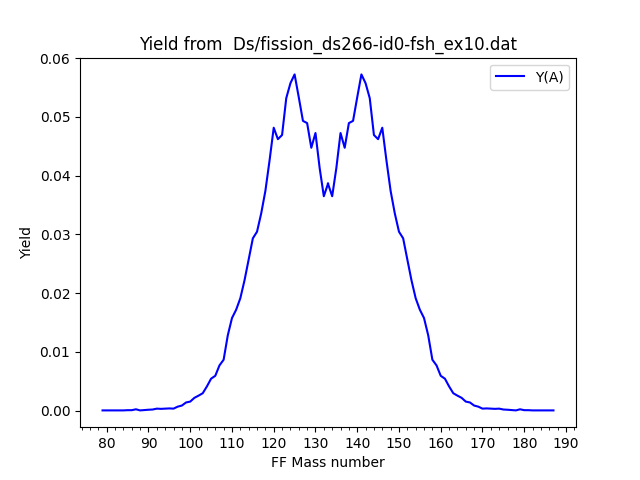 Yield from  Ds/fission_ds266-id0-fsh_ex10.dat
Y(A)
0.06
0.05
0.04
0.03
0.02
0.01
0.00
Yield
80 90 100 110 120 130 140 150 160 170 180 190
FF Mass number